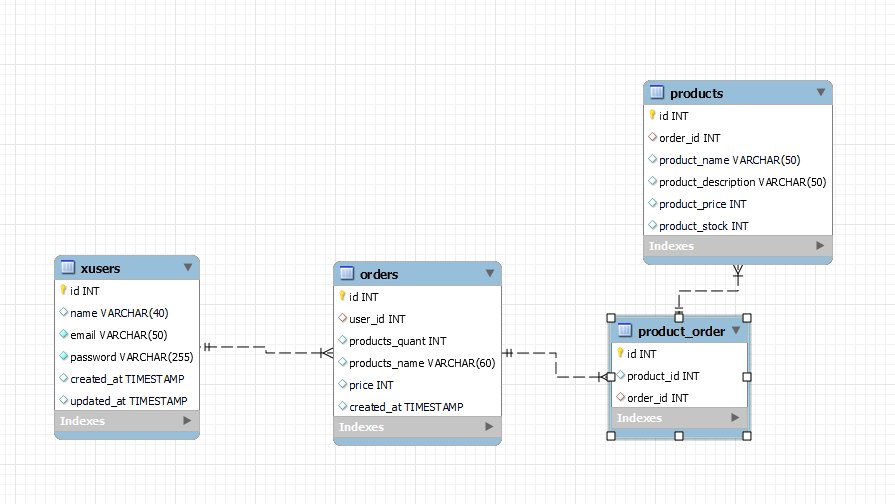 products
id INT
order_id INT
product_name VARCHAR(50)
product_description VARCHAR(50)
product_price INT
product_stock INT
Indexes
xusers
id INT
name VARCHAR(40)
email VARCHAR(50)
password VARCHAR(255)
created_at TIMESTAMP
updated_at TIMESTAMP
Indexes
orders
id INT
user_id INT
products_quant INT
products_name VARCHAR(60)
price INT
created_at TIMESTAMP
Indexes
product_order
id INT
product_id INT
order_id INT
Indexes